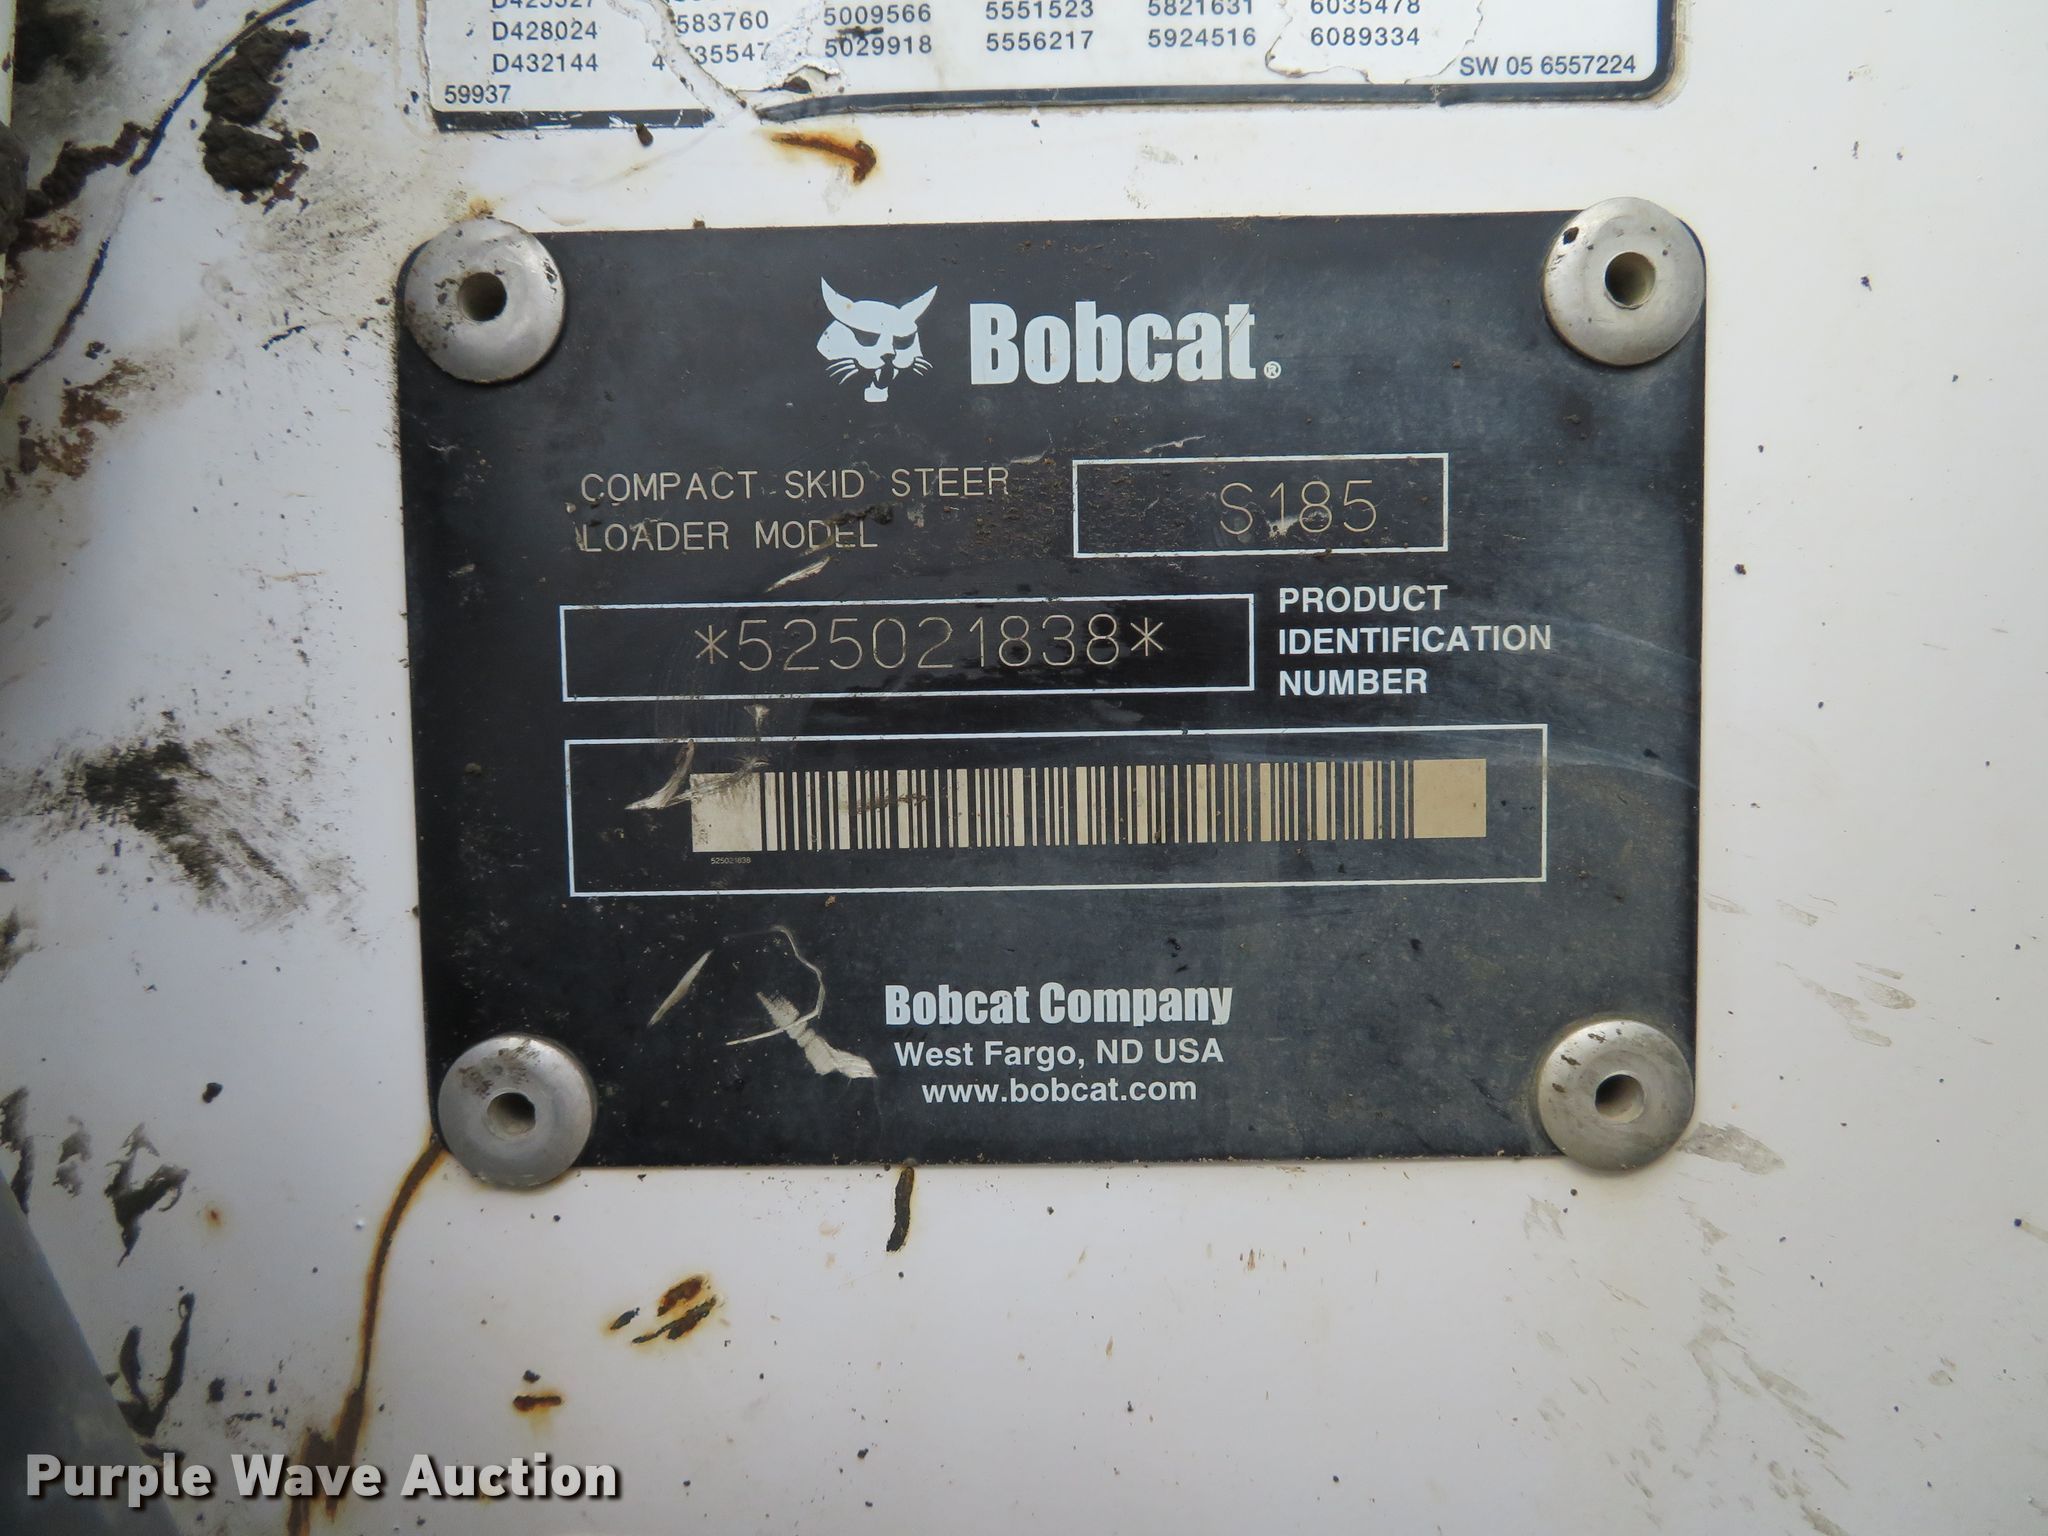 D428024 583760 5009566 5551523 5821631 6035478
D432144 5029918 5556217 5924516 6089334
59937 SW 05 6557224
Bobcat®
COMPACT SKID STEER
LOADER MODEL
S185
*525021838*
PRODUCT
IDENTIFICATION
NUMBER
525021838
Bobcat Company
West Fargo, ND USA
www.bobcat.com
Purple Wave Auction